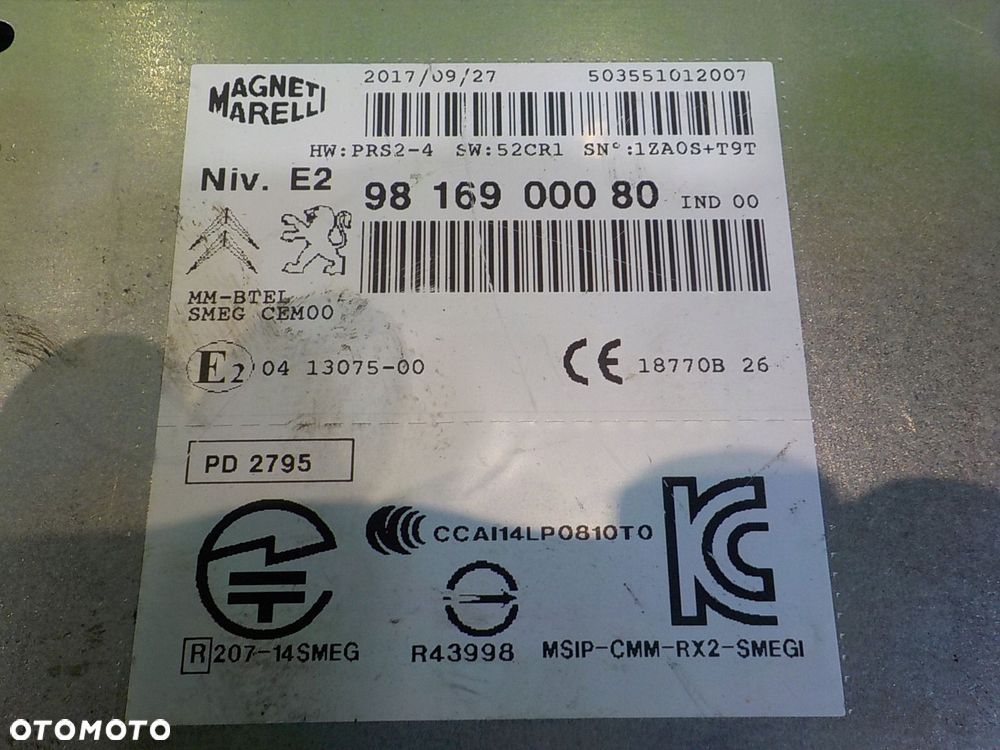 MAGNETI MARELLI
2017/09/27 503551012007
HW:PRS2-4 SW:52CR1 SN°:1ZAOS+T9T
Niv. E2 98 169 000 80 IND 00
MM-BTEL
SMEG CEM00
E2 04 13075-00 CE 18770B 26
PD 2795
CCAI14LP0810T0
R 207-14SMEG R43998 MSIP-CMM-RX2-SMEGI
OTOMOTO